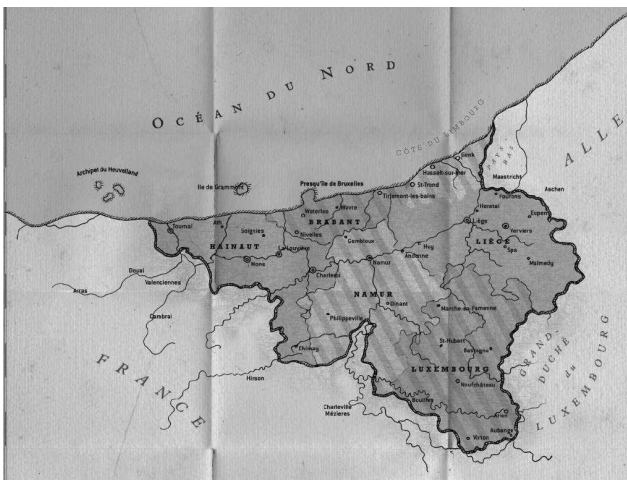 OCÉAN DU NORD
CÔTE DU LIMBOURG
ALLE
PAYS-BAS
Genk
Hasselt-sur-mer
Maastricht
Archipel du Heuvelland
Ile de Grammont
Presqu'île de Bruxelles
St-Trond
Tirlemont-les-bains
Aachen
Fourons
Waterloo
Wavre
Herstal
Eupen
Tournai
Ath
BRABANT
Liège
Soignies
Nivelles
Verviers
HAINAUT
La Louvière
Gembloux
Huy
LIÈGE
Spa
Mons
Namur
Andenne
Malmedy
Douai
Charleroi
Valenciennes
Arras
NAMUR
Dinant
Marche-en-Famenne
Cambrai
Philippeville
St-Hubert
Chimay
Bastogne
FRANCE
GRAND-
DUCHÉ
du
LUXEMBOURG
LUXEMBOURG
Hirson
Neufchâteau
Bouillon
Charleville
Mézières
Arlon
Aubange
Virton